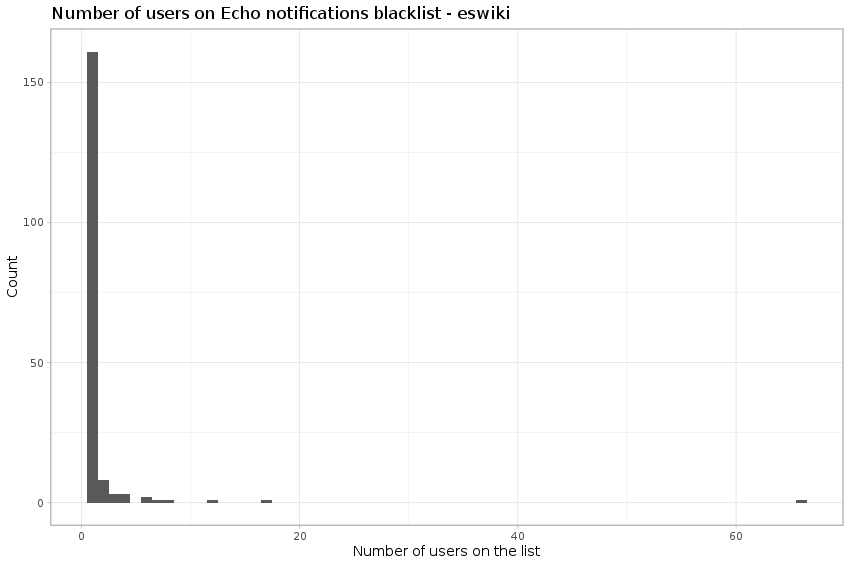 Number of users on Echo notifications blacklist - eswiki
150
100
50
0
Count
0 20 40 60
Number of users on the list